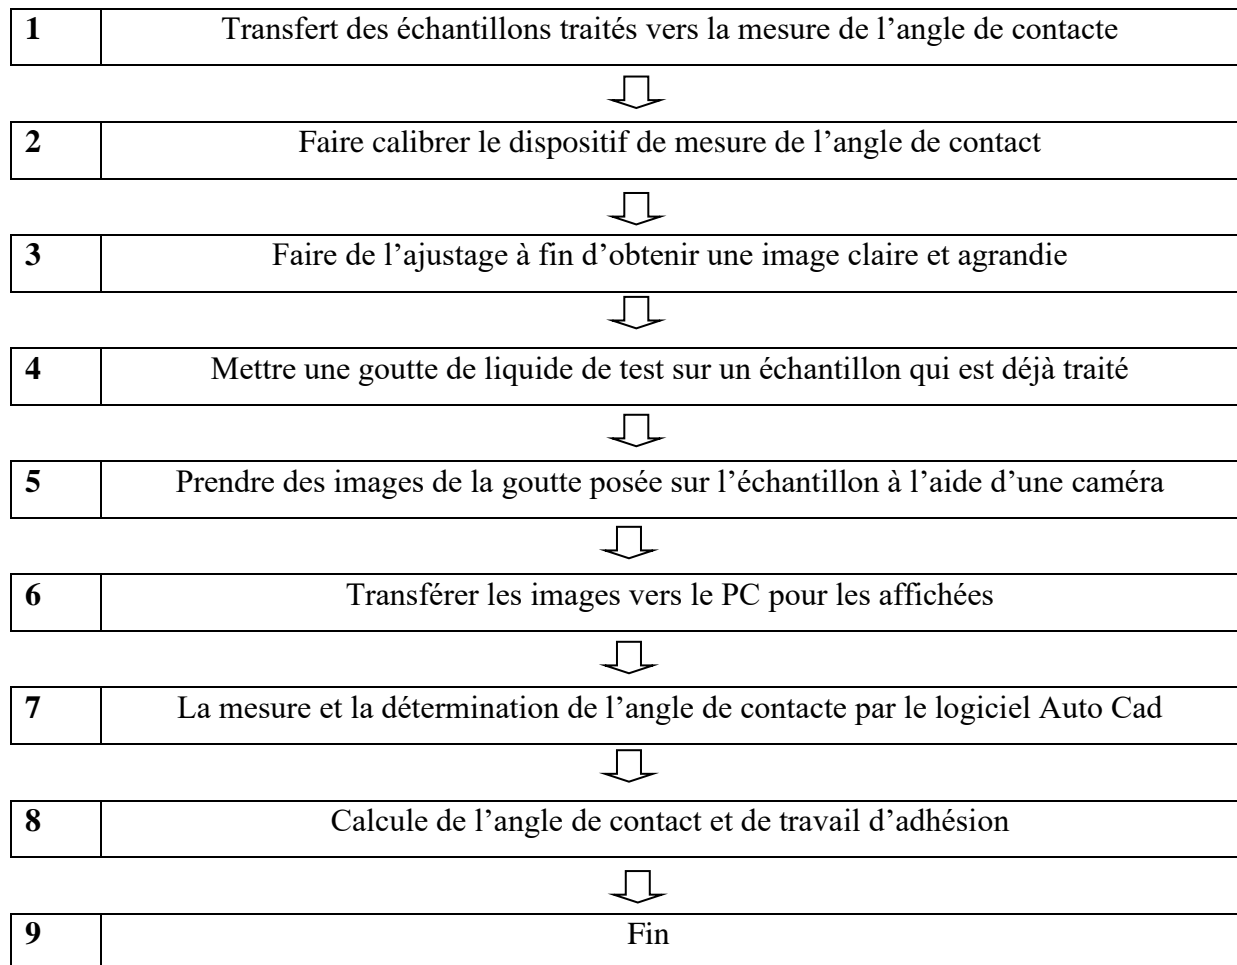 1 Transfert des échantillons traités vers la mesure de l’angle de contacte
2 Faire calibrer le dispositif de mesure de l’angle de contact
3 Faire de l’ajustage à fin d’obtenir une image claire et agrandie
4 Mettre une goutte de liquide de test sur un échantillon qui est déjà traité
5 Prendre des images de la goutte posée sur l’échantillon à l’aide d’une caméra
6 Transférer les images vers le PC pour les affichées
7 La mesure et la détermination de l’angle de contacte par le logiciel Auto Cad
8 Calcule de l’angle de contact et de travail d’adhésion
9 Fin